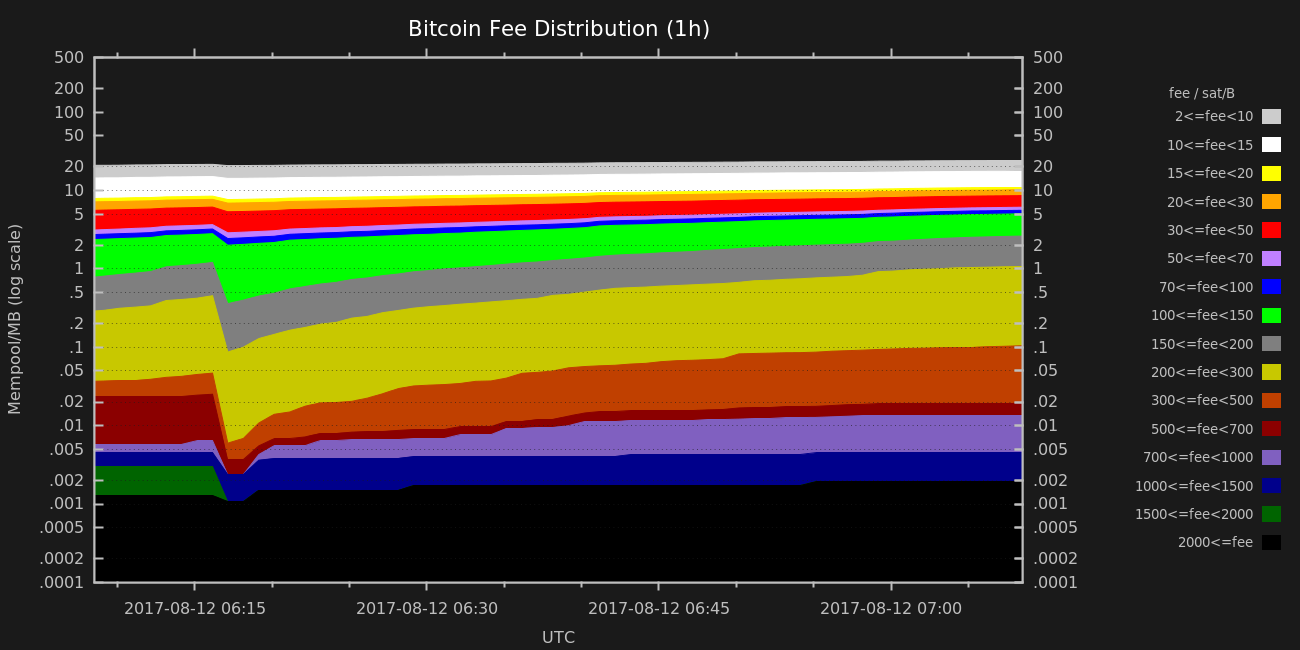 Bitcoin Fee Distribution (1h)
500 500
200 200
100 100
50 50
20 20
10 10
5 5
2 2
1 1
.5 .5
.2 .2
.1 .1
.05 .05
.02 .02
.01 .01
.005 .005
.002 .002
.001 .001
.0005 .0005
.0002 .0002
.0001 .0001
Mempool/MB (log scale)
2017-08-12 06:15 2017-08-12 06:30 2017-08-12 06:45 2017-08-12 07:00
UTC
fee / sat/B
2<=fee<10
10<=fee<15
15<=fee<20
20<=fee<30
30<=fee<50
50<=fee<70
70<=fee<100
100<=fee<150
150<=fee<200
200<=fee<300
300<=fee<500
500<=fee<700
700<=fee<1000
1000<=fee<1500
1500<=fee<2000
2000<=fee